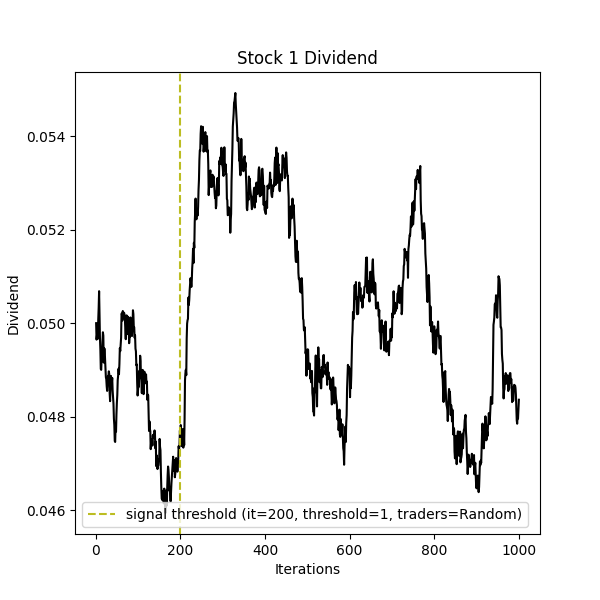 Stock 1 Dividend
0.054
0.052
0.050
0.048
0.046
Dividend
signal threshold (it=200, threshold=1, traders=Random)
0 200 400 600 800 1000
Iterations